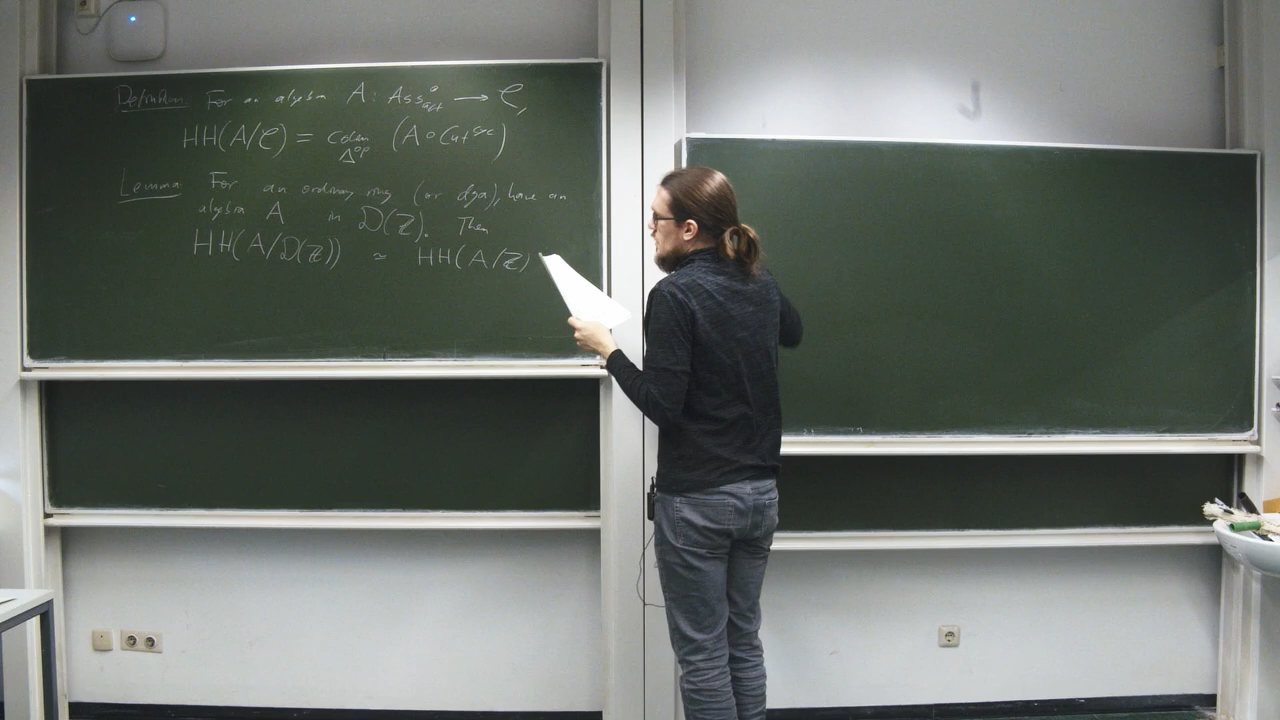 Definition: For an algebra A : Ass^⊗_act → C,
HH(A/C) = colim_{Δ^op} (A ∘ Cut^sc)
Lemma: For an ordinary ring (or dga), have an
algebra A in D(Z). Then
HH(A/D(Z)) ≃ HH(A/Z)